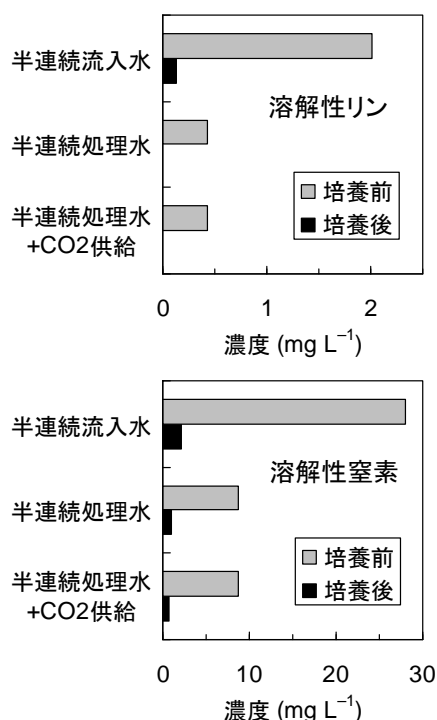 半連続流入水
溶解性リン
半連続処理水
培養前
培養後
半連続処理水
+CO2供給
0 1 2
濃度 (mg L⁻¹)
半連続流入水
溶解性窒素
半連続処理水
培養前
培養後
半連続処理水
+CO2供給
0 10 20 30
濃度 (mg L⁻¹)